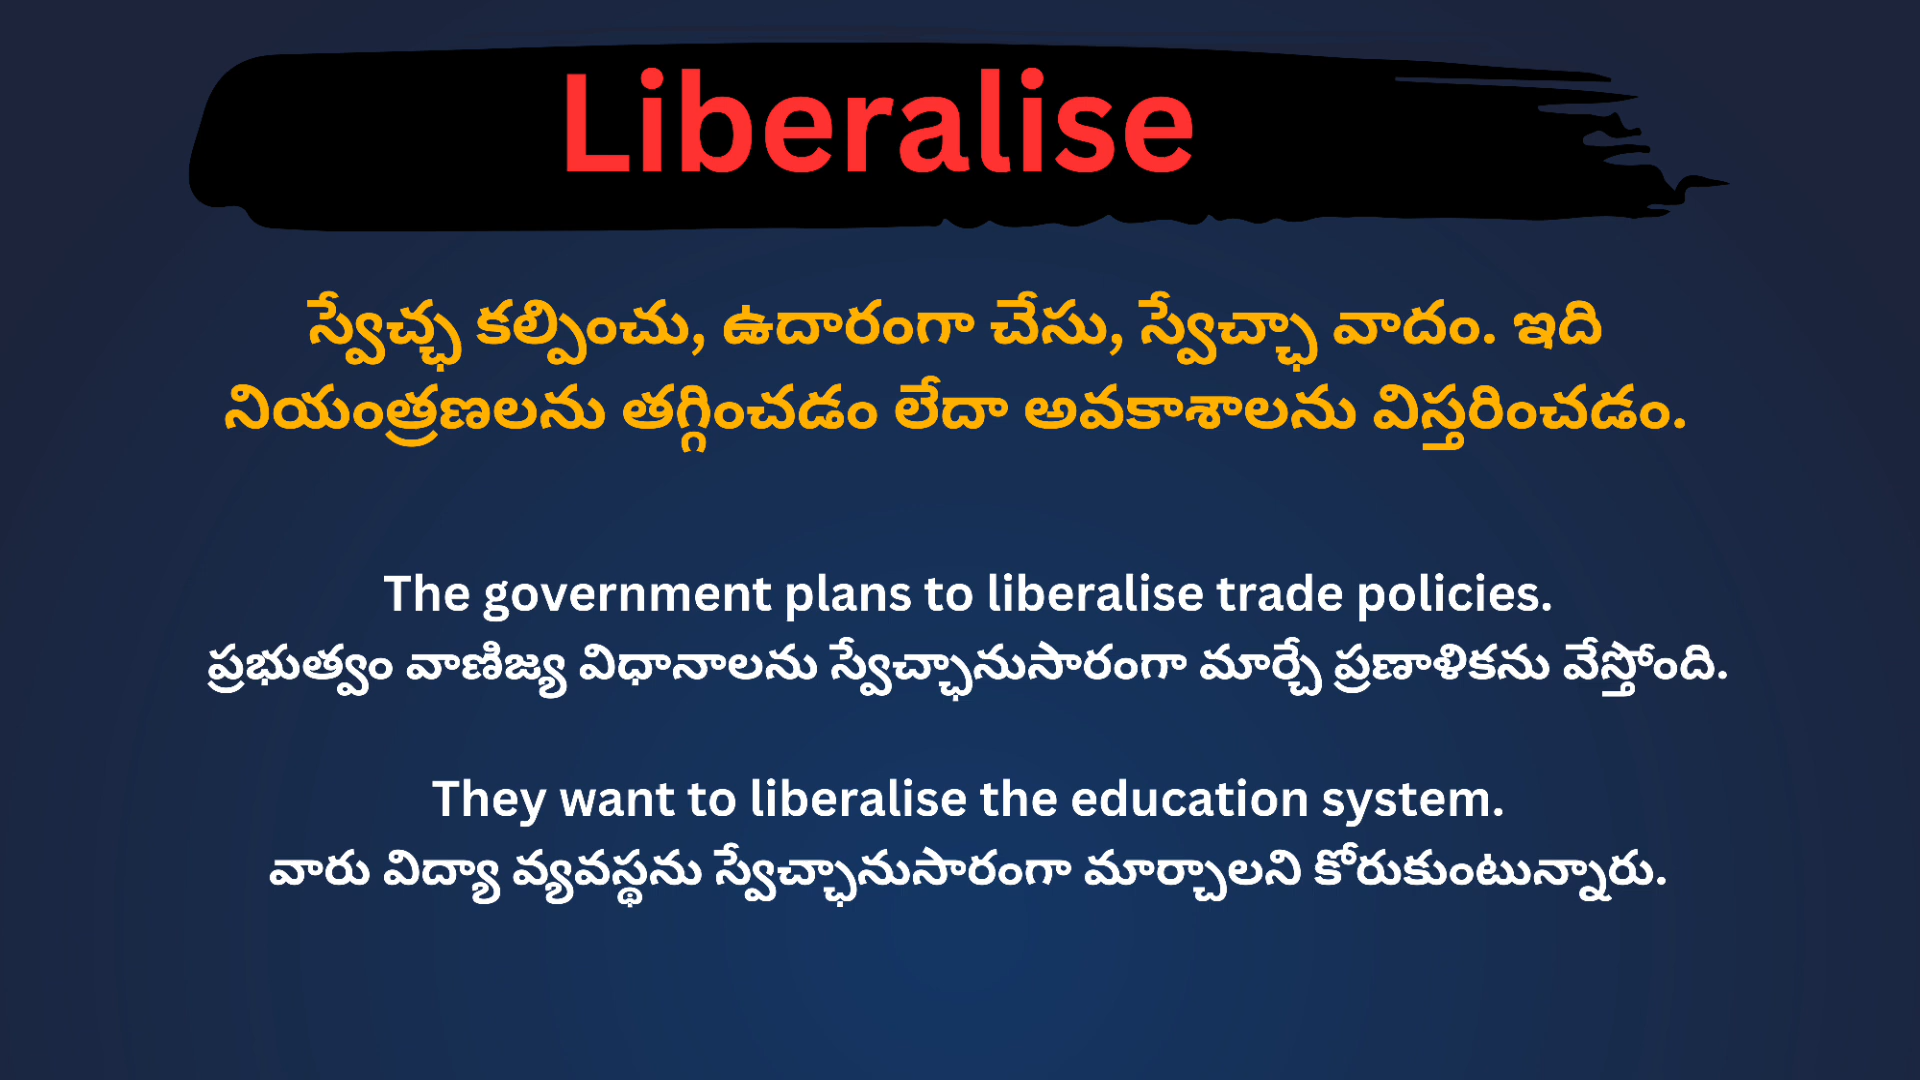 Liberalise
స్వేచ్ఛ కల్పించు, ఉదారంగా చేసు, స్వేచ్ఛా వాదం. ఇది
నియంత్రణలను తగ్గించడం లేదా అవకాశాలను విస్తరించడం.
The government plans to liberalise trade policies.
ప్రభుత్వం వాణిజ్య విధానాలను స్వేచ్ఛానుసారంగా మార్చే ప్రణాళికను వేస్తోంది.
They want to liberalise the education system.
వారు విద్యా వ్యవస్థను స్వేచ్ఛానుసారంగా మార్చాలని కోరుకుంటున్నారు.